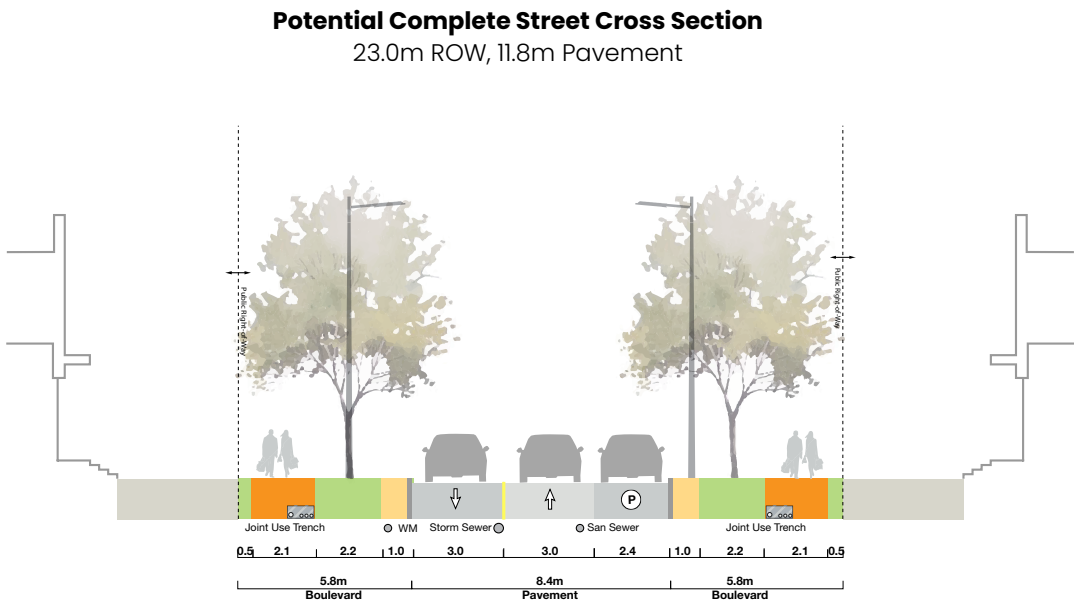 Potential Complete Street Cross Section
23.0m ROW, 11.8m Pavement
Public Right-of-Way
Public Right-of-Way
P
Joint Use Trench
WM
Storm Sewer
San Sewer
Joint Use Trench
0.5 2.1 2.2 1.0 3.0 3.0 2.4 1.0 2.2 2.1 0.5
5.8m 8.4m 5.8m
Boulevard Pavement Boulevard